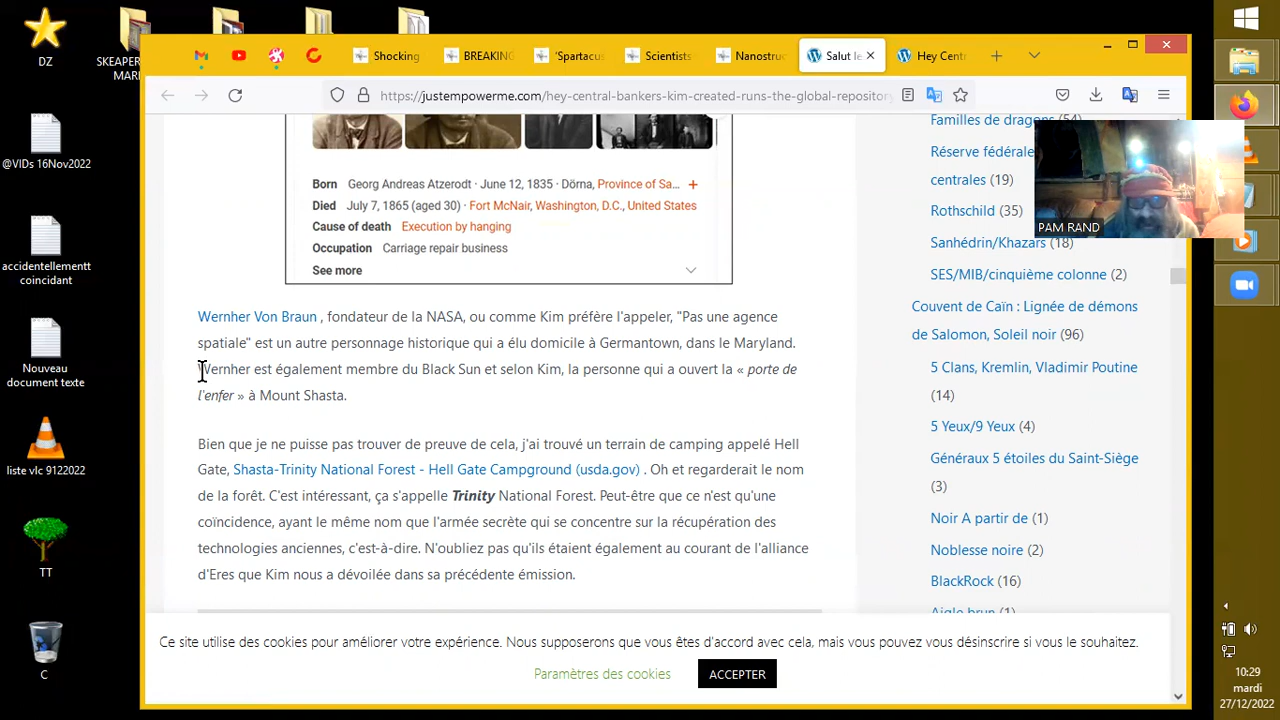 DZ
SKEAPER
MARI
@VIDs 16Nov2022
accidentellementt
coincidant
Nouveau
document texte
liste vlc 9122022
TT
C
Shocking
BREAKING
'Spartacus
Scientists
Nanostruc
Salut le
Hey Centr
https://justempowerme.com/hey-central-bankers-kim-created-runs-the-global-repository
Born Georg Andreas Atzerodt · June 12, 1835 · Dörna, Province of Sa... +
Died July 7, 1865 (aged 30) · Fort McNair, Washington, D.C., United States
Cause of death Execution by hanging
Occupation Carriage repair business
See more
Wernher Von Braun , fondateur de la NASA, ou comme Kim préfère l'appeler, "Pas une agence
spatiale" est un autre personnage historique qui a élu domicile à Germantown, dans le Maryland.
Wernher est également membre du Black Sun et selon Kim, la personne qui a ouvert la « porte de
l'enfer » à Mount Shasta.
Bien que je ne puisse pas trouver de preuve de cela, j'ai trouvé un terrain de camping appelé Hell
Gate, Shasta-Trinity National Forest - Hell Gate Campground (usda.gov) . Oh et regarderait le nom
de la forêt. C'est intéressant, ça s'appelle Trinity National Forest. Peut-être que ce n'est qu'une
coïncidence, ayant le même nom que l'armée secrète qui se concentre sur la récupération des
technologies anciennes, c'est-à-dire. N'oubliez pas qu'ils étaient également au courant de l'alliance
d'Eres que Kim nous a dévoilée dans sa précédente émission.
Familles de dragons (54)
Réserve fédérale
centrales (19)
Rothschild (35)
Sanhédrin/Khazars (18)
SES/MIB/cinquième colonne (2)
Couvent de Caïn : Lignée de démons
de Salomon, Soleil noir (96)
5 Clans, Kremlin, Vladimir Poutine
(14)
5 Yeux/9 Yeux (4)
Généraux 5 étoiles du Saint-Siège
(3)
Noir A partir de (1)
Noblesse noire (2)
BlackRock (16)
Aigle brun (1)
PAM RAND
Ce site utilise des cookies pour améliorer votre expérience. Nous supposerons que vous êtes d'accord avec cela, mais vous pouvez vous désinscrire si vous le souhaitez.
Paramètres des cookies
ACCEPTER
10:29
mardi
27/12/2022